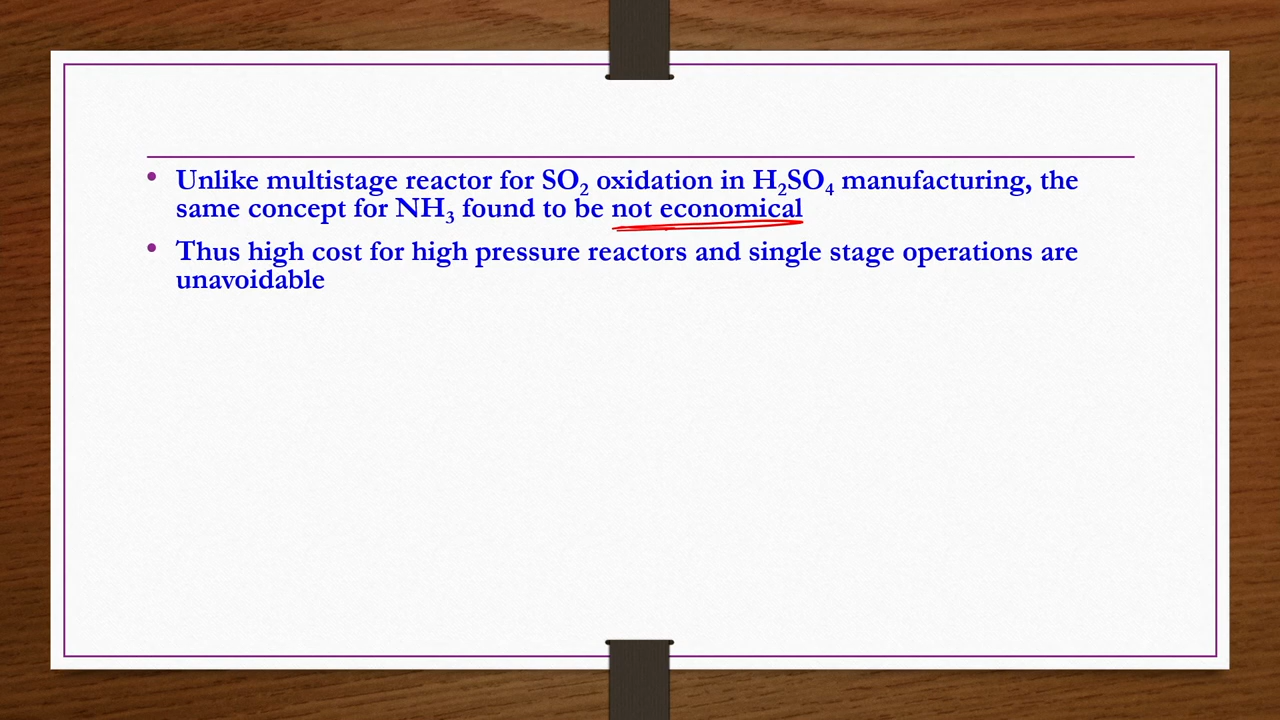 • Unlike multistage reactor for SO₂ oxidation in H₂SO₄ manufacturing, the
same concept for NH₃ found to be not economical
• Thus high cost for high pressure reactors and single stage operations are
unavoidable